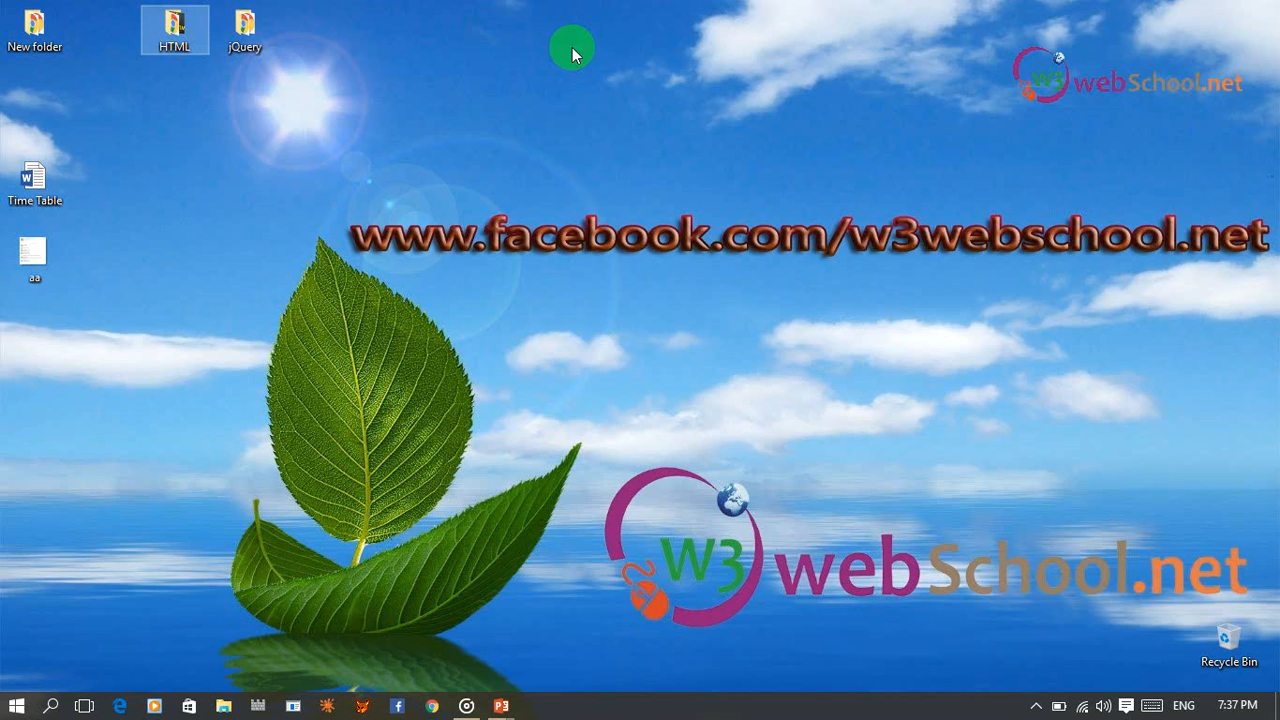 New folder
HTML
jQuery
W3 webSchool.net
Time Table
www.facebook.com/w3webschool.net
aa
W3 webSchool.net
Recycle Bin
ENG
7:37 PM